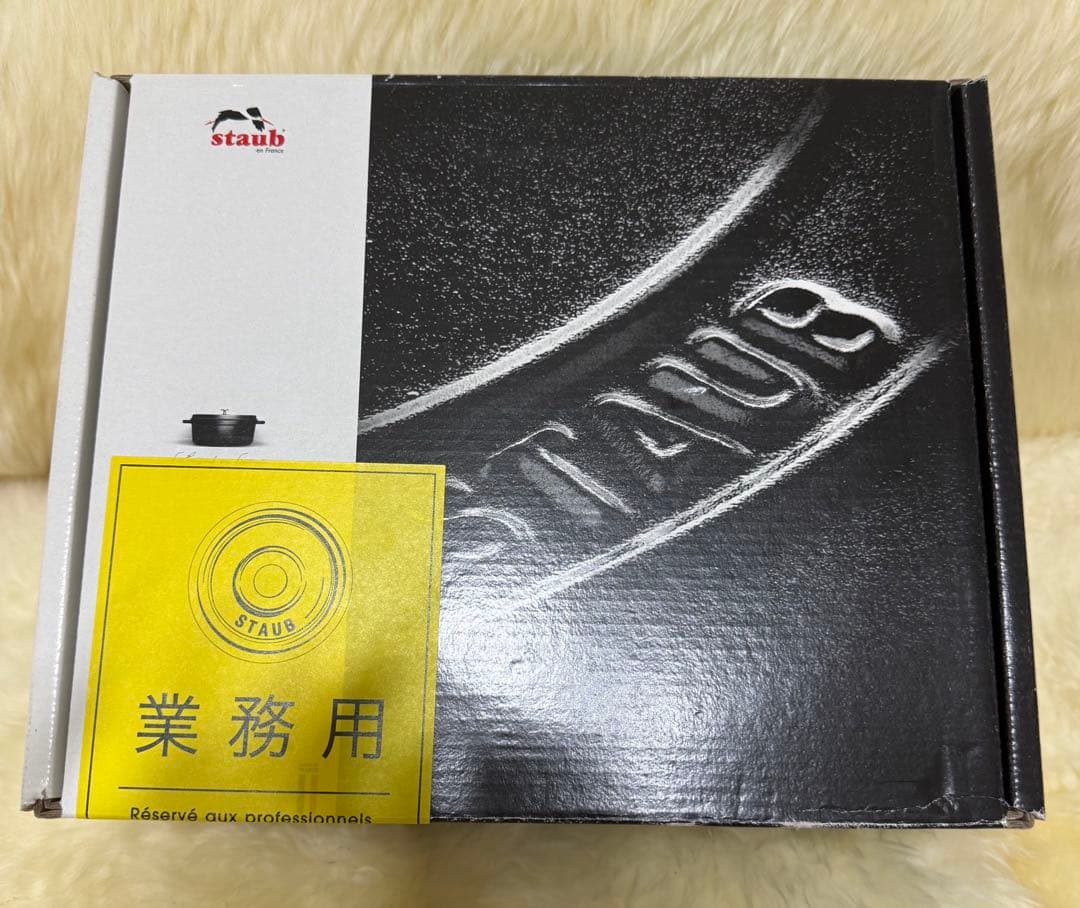 staub
en France
STAUB
STAUB
業務用
Réservé aux professionnels